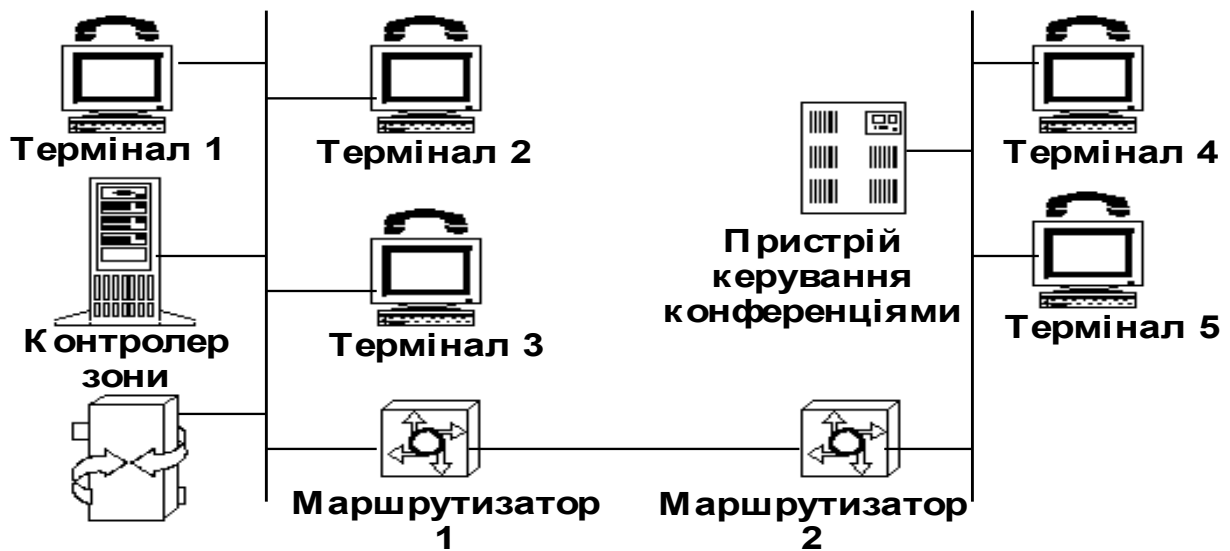 Термінал 1
Термінал 2
Термінал 4
Пристрій
керування
конференціями
Термінал 3
Термінал 5
Контролер
зони
Маршрутизатор
1
Маршрутизатор
2